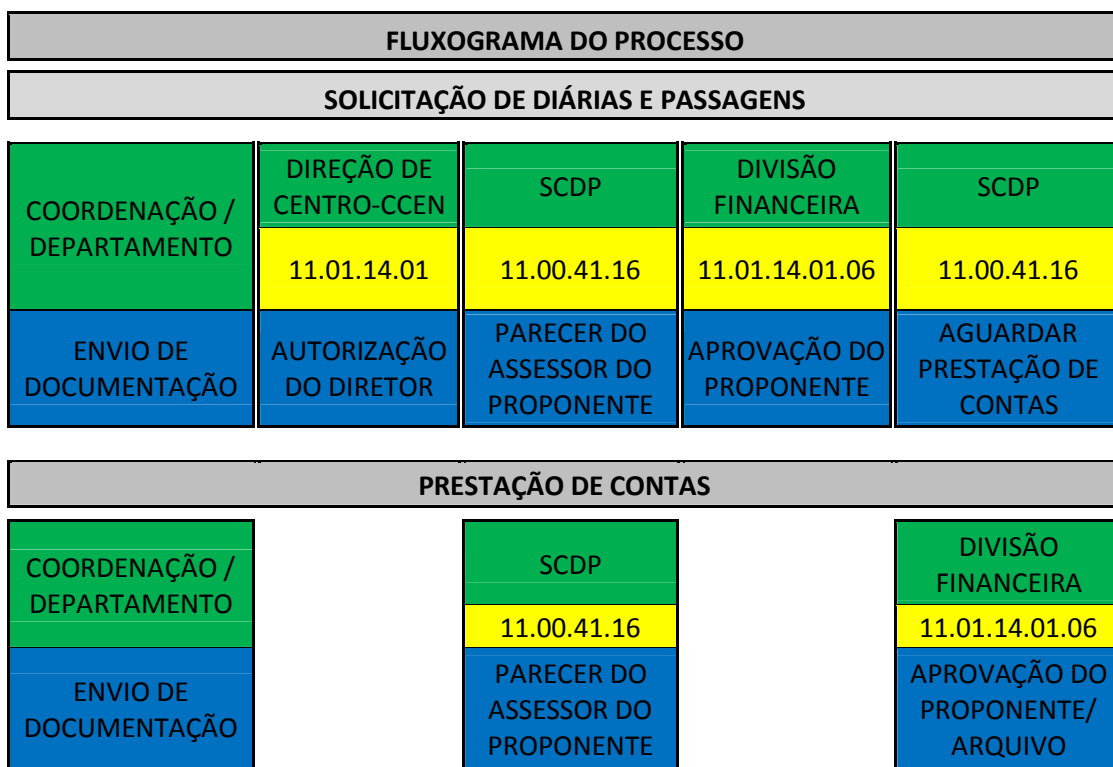 FLUXOGRAMA DO PROCESSO
SOLICITAÇÃO DE DIÁRIAS E PASSAGENS
COORDENAÇÃO /
DEPARTAMENTO
ENVIO DE
DOCUMENTAÇÃO
DIREÇÃO DE
CENTRO-CCEN
11.01.14.01
AUTORIZAÇÃO
DO DIRETOR
SCDP
11.00.41.16
PARECER DO
ASSESSOR DO
PROPONENTE
DIVISÃO
FINANCEIRA
11.01.14.01.06
APROVAÇÃO DO
PROPONENTE
SCDP
11.00.41.16
AGUARDAR
PRESTAÇÃO DE
CONTAS
PRESTAÇÃO DE CONTAS
COORDENAÇÃO /
DEPARTAMENTO
ENVIO DE
DOCUMENTAÇÃO
SCDP
11.00.41.16
PARECER DO
ASSESSOR DO
PROPONENTE
DIVISÃO
FINANCEIRA
11.01.14.01.06
APROVAÇÃO DO
PROPONENTE/
ARQUIVO